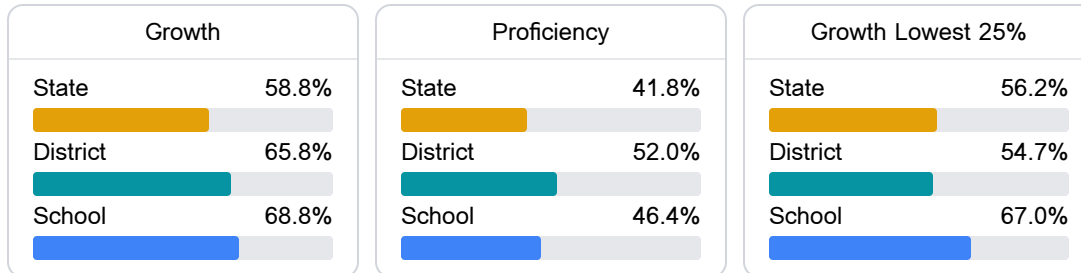 Growth
State 58.8%
District 65.8%
School 68.8%
Proficiency
State 41.8%
District 52.0%
School 46.4%
Growth Lowest 25%
State 56.2%
District 54.7%
School 67.0%